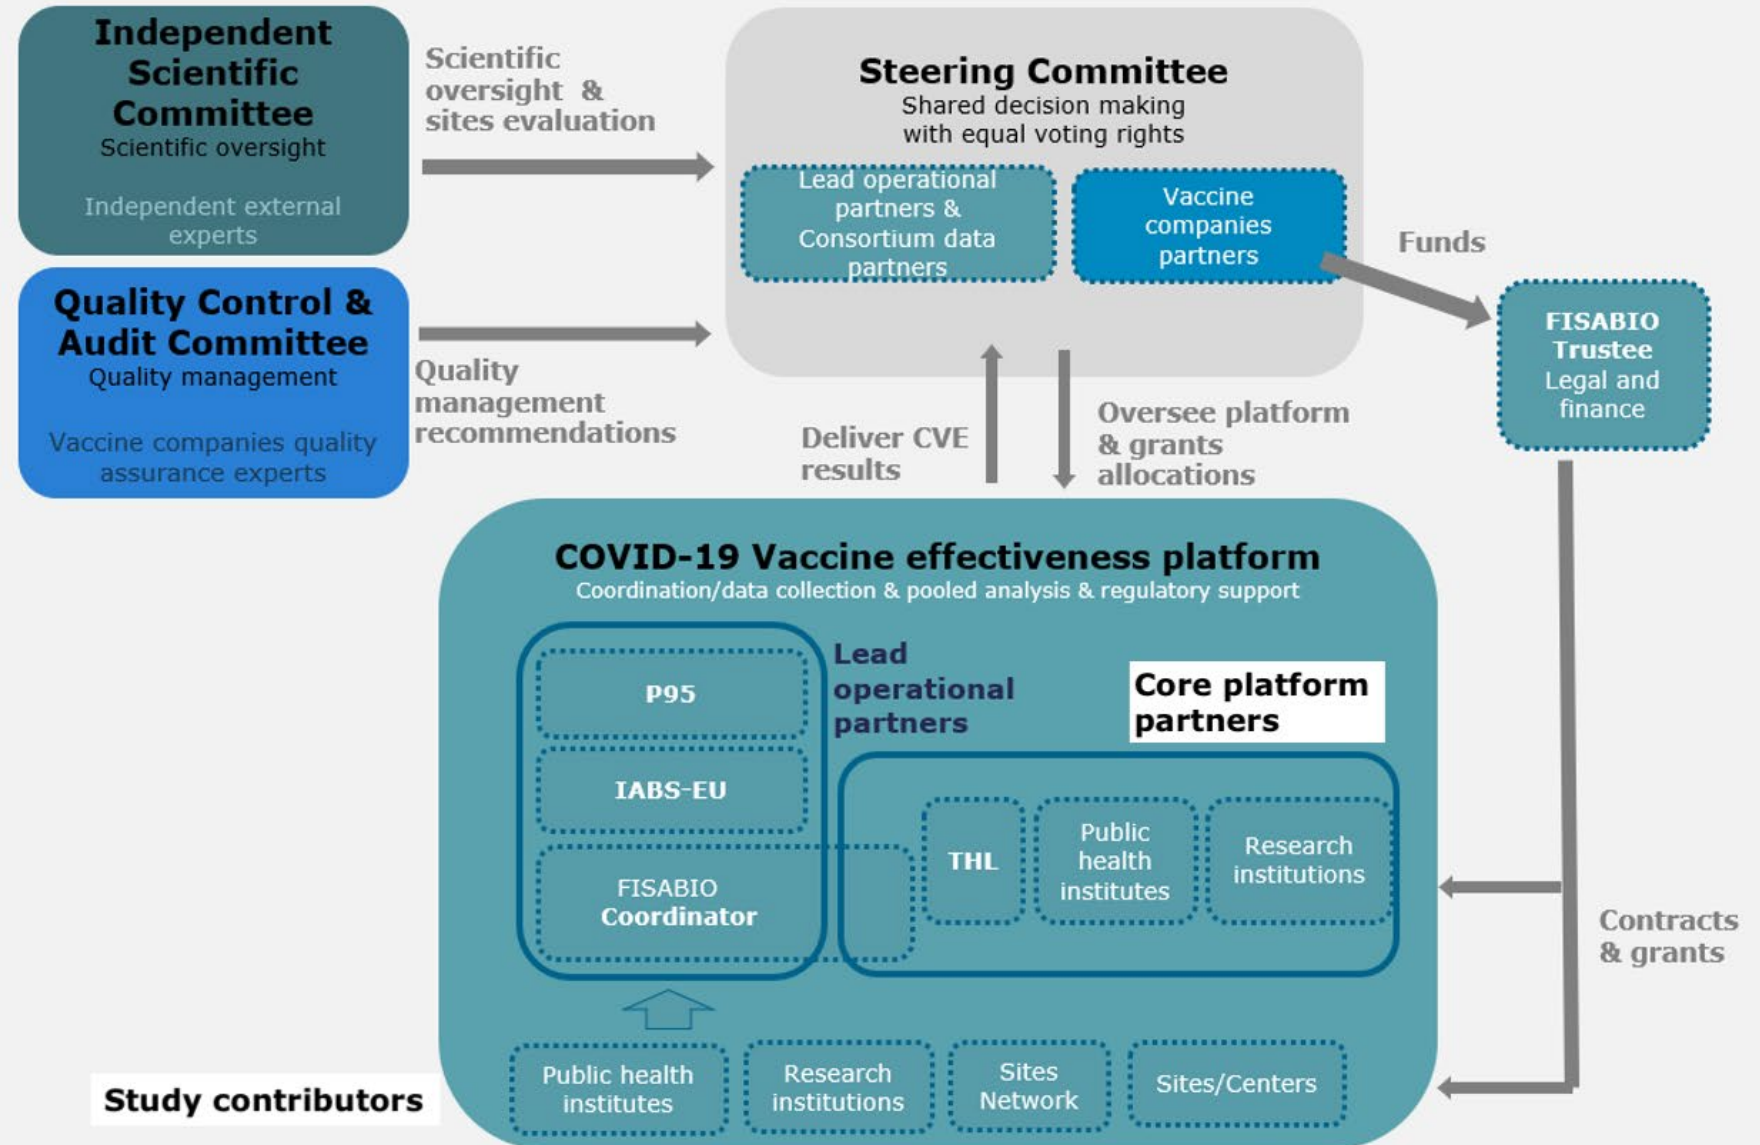 Independent
Scientific
Committee
Scientific oversight
Independent external
experts
Scientific
oversight &
sites evaluation
Quality Control &
Audit Committee
Quality management
Vaccine companies quality
assurance experts
Quality
management
recommendations
Steering Committee
Shared decision making
with equal voting rights
Lead operational
partners &
Consortium data
partners
Vaccine
companies
partners
Funds
FISABIO
Trustee
Legal and
finance
Deliver CVE
results
Oversee platform
& grants
allocations
COVID-19 Vaccine effectiveness platform
Coordination/data collection & pooled analysis & regulatory support
P95
IABS-EU
FISABIO
Coordinator
Lead
operational
partners
Core platform
partners
THL
Public
health
institutes
Research
institutions
Contracts
& grants
Study contributors
Public health
institutes
Research
institutions
Sites
Network
Sites/Centers